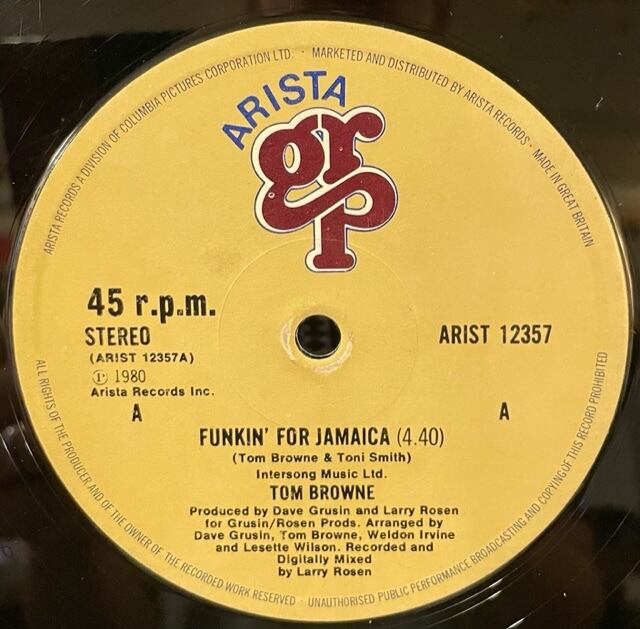 ARISTA RECORDS A DIVISION OF COLUMBIA PICTURES CORPORATION LTD. · MARKETED AND DISTRIBUTED BY ARISTA RECORDS · MADE IN GREAT BRITAIN
ARISTA
grp
45 r.p.m.
STEREO
ARIST 12357
(ARIST 12357A)
Ⓟ 1980
Arista Records Inc.
A
A
FUNKIN' FOR JAMAICA (4.40)
(Tom Browne & Toni Smith)
Intersong Music Ltd.
TOM BROWNE
Produced by Dave Grusin and Larry Rosen
for Grusin/Rosen Prods. Arranged by
Dave Grusin, Tom Browne, Weldon Irvine
and Lesette Wilson. Recorded and
Digitally Mixed
by Larry Rosen
ALL RIGHTS OF THE PRODUCER AND OF THE OWNER OF THE RECORDED WORK RESERVED · UNAUTHORISED PUBLIC PERFORMANCE BROADCASTING AND COPYING OF THIS RECORD PROHIBITED